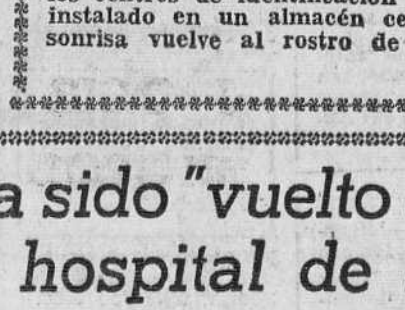 instalado en un almacén ce
sonrisa vuelve al rostro de
a sido "vuelto
hospital de